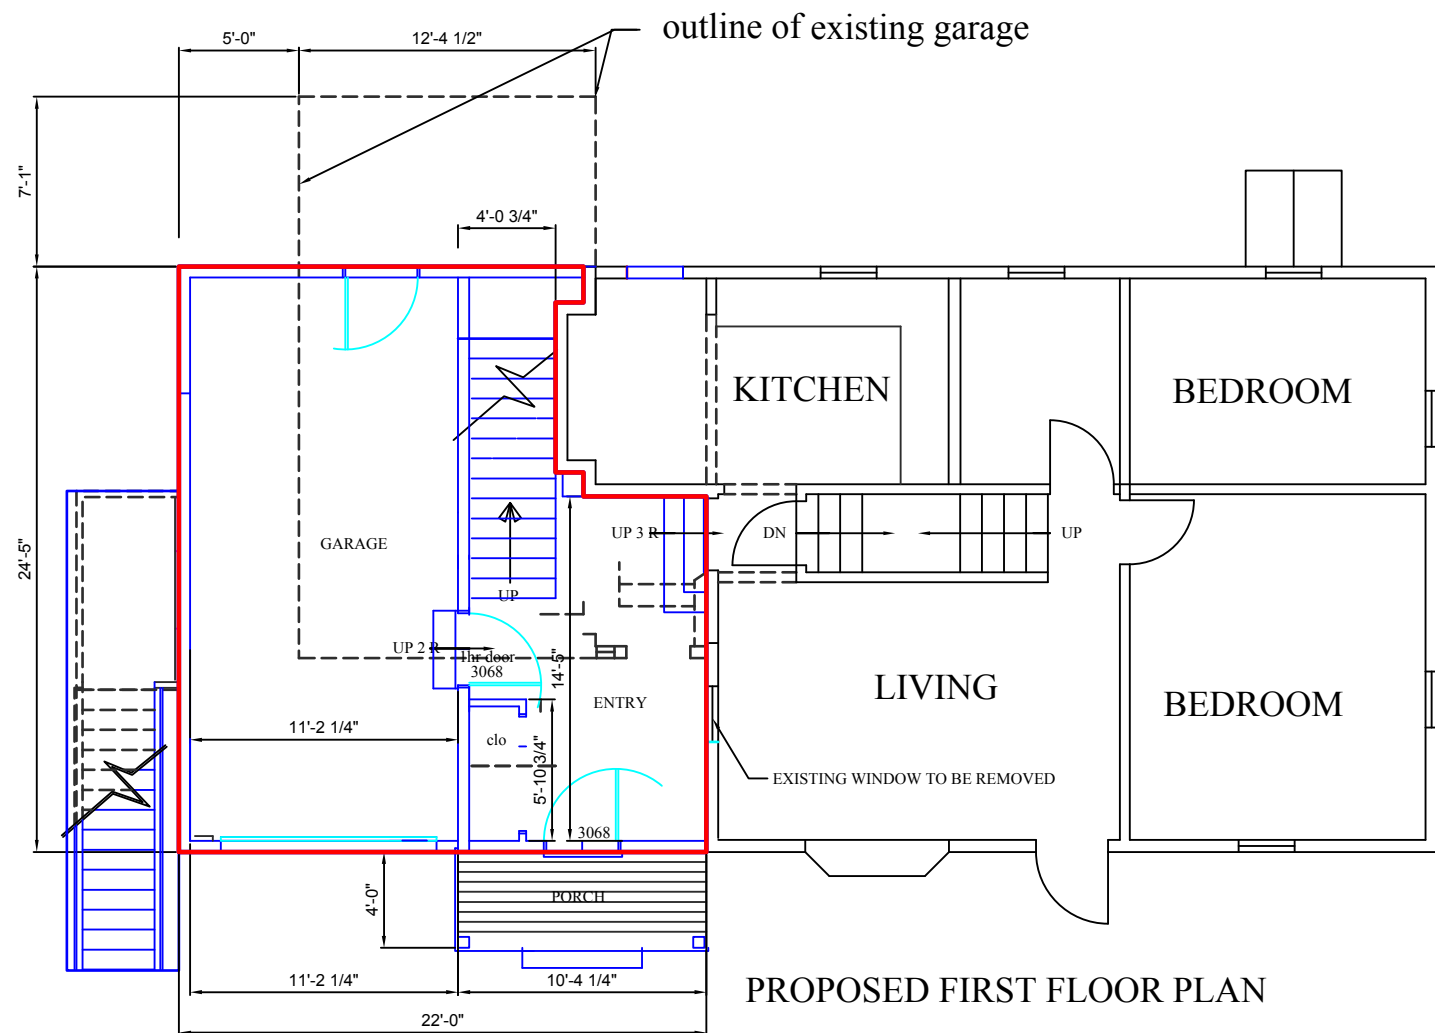 outline of existing garage
5'-0"
12'-4 1/2"
7'-1"
4'-0 3/4"
KITCHEN
BEDROOM
24'-5"
GARAGE
UP 3 R
DN
UP
UP
UP 2 R
1hr door
3068
14'-5"
ENTRY
LIVING
BEDROOM
11'-2 1/4"
clo
5'-10 3/4"
EXISTING WINDOW TO BE REMOVED
3068
4'-0"
PORCH
11'-2 1/4"
10'-4 1/4"
PROPOSED FIRST FLOOR PLAN
22'-0"